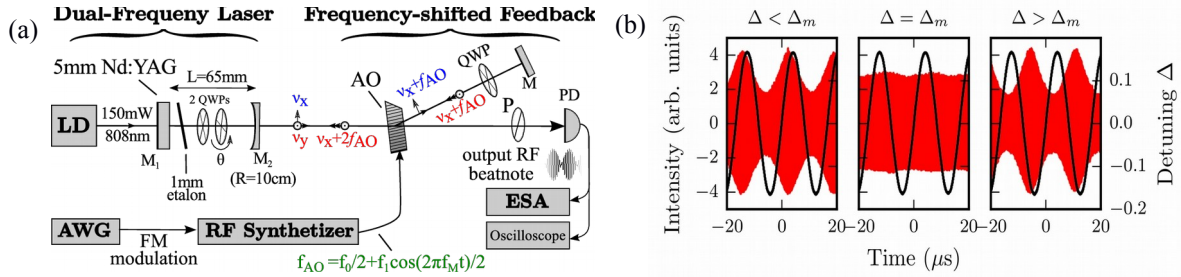 (a)
Dual-Frequeny Laser
Frequency-shifted Feedback
5mm Nd:YAG
L=65mm
2 QWPs
LD
150mW
808nm
M1
θ
M2
(R=10cm)
1mm
etalon
νx
νy
νx+2fAO
AO
νx+fAO
νx+fAO
QWP
M
P
PD
output RF
beatnote
ESA
Oscilloscope
AWG
FM
modulation
RF Synthetizer
fAO=f0/2+f1cos(2πfMt)/2
(b)
Δ < Δm
Δ = Δm
Δ > Δm
Intensity (arb. units)
4
2
0
−2
−4
0.1
0.0
−0.1
−0.2
Detuning Δ
−20 0 20
−20 0 20
−20 0 20
Time (μs)